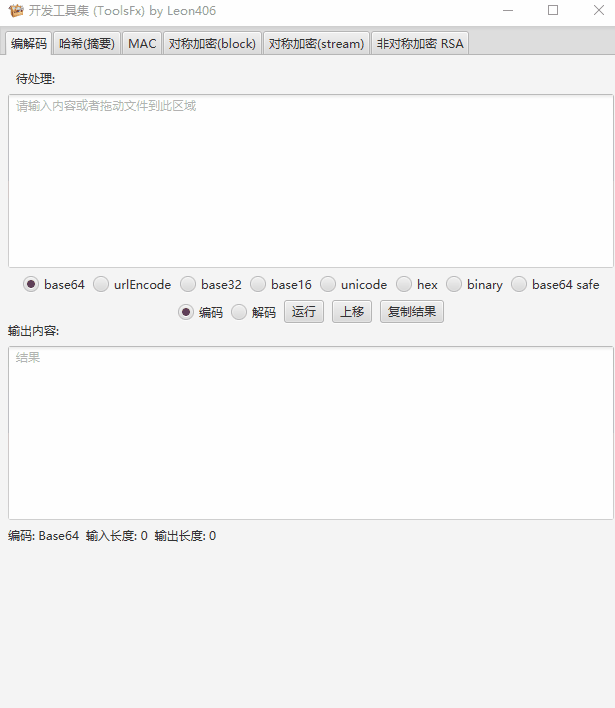 开发工具集 (ToolsFx) by Leon406
编解码 哈希(摘要) MAC 对称加密(block) 对称加密(stream) 非对称加密 RSA
待处理:
请输入内容或者拖动文件到此区域
base64 urlEncode base32 base16 unicode hex binary base64 safe
编码 解码 运行 上移 复制结果
输出内容:
结果
编码: Base64 输入长度: 0 输出长度: 0